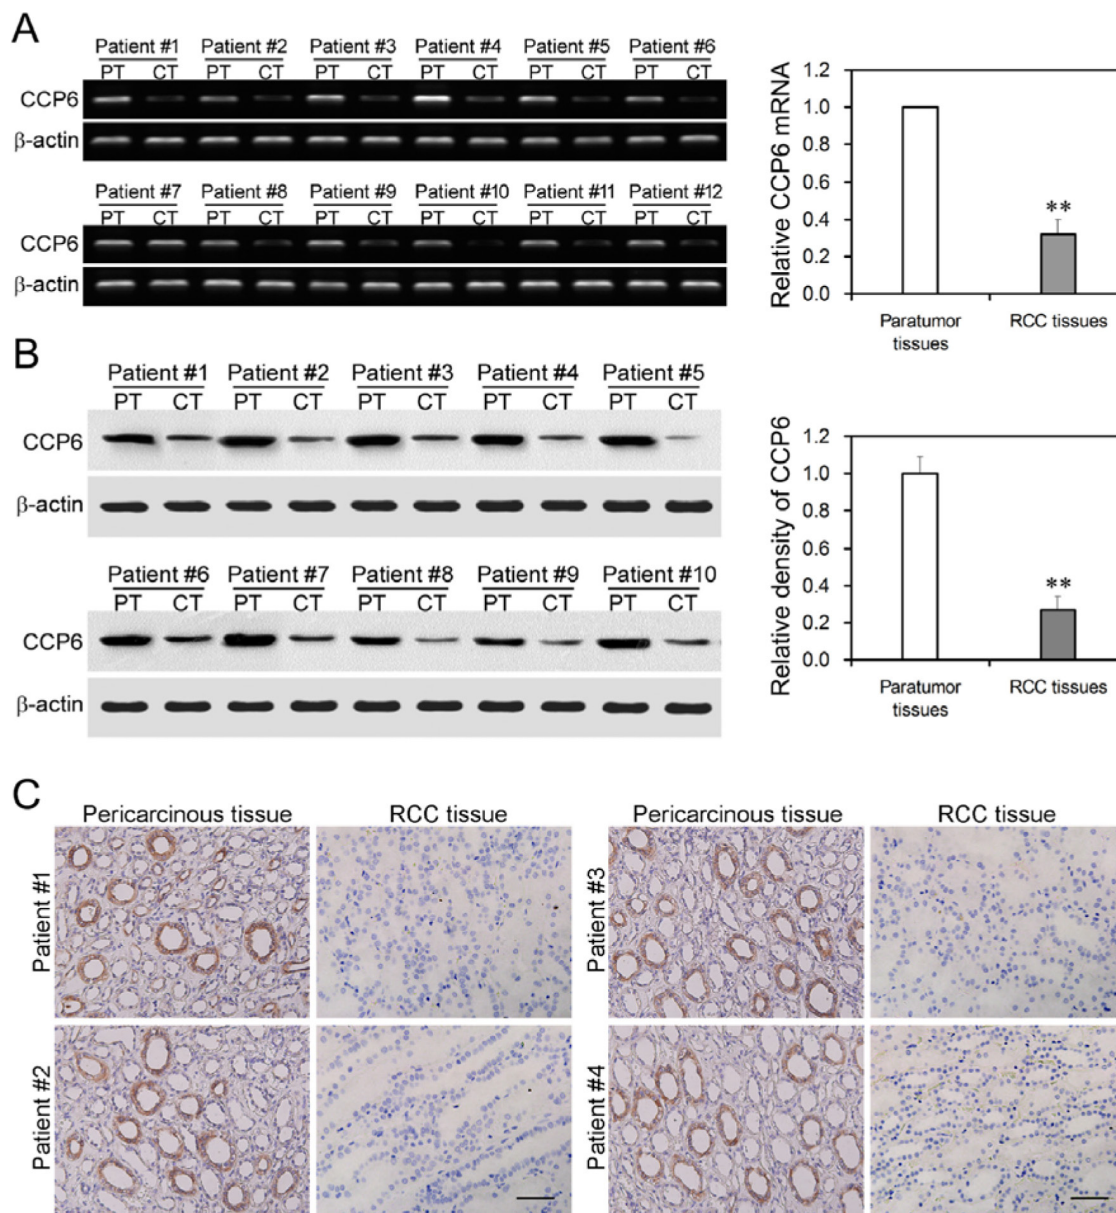 A
Patient #1 Patient #2 Patient #3 Patient #4 Patient #5 Patient #6
PT CT PT CT PT CT PT CT PT CT PT CT
CCP6
β-actin
Patient #7 Patient #8 Patient #9 Patient #10 Patient #11 Patient #12
PT CT PT CT PT CT PT CT PT CT PT CT
CCP6
β-actin
Relative CCP6 mRNA
1.2
1.0
0.8
0.6
0.4
0.2
0.0
**
Paratumor
tissues
RCC tissues
B
Patient #1 Patient #2 Patient #3 Patient #4 Patient #5
PT CT PT CT PT CT PT CT PT CT
CCP6
β-actin
Patient #6 Patient #7 Patient #8 Patient #9 Patient #10
PT CT PT CT PT CT PT CT PT CT
CCP6
β-actin
Relative density of CCP6
1.2
1.0
0.8
0.6
0.4
0.2
0.0
**
Paratumor
tissues
RCC tissues
C
Pericarcinous tissue RCC tissue Pericarcinous tissue RCC tissue
Patient #1
Patient #3
Patient #2
Patient #4